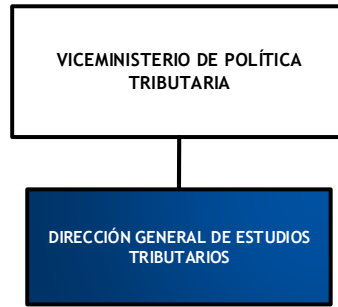 VICEMINISTERIO DE POLÍTICA
TRIBUTARIA
DIRECCIÓN GENERAL DE ESTUDIOS
TRIBUTARIOS